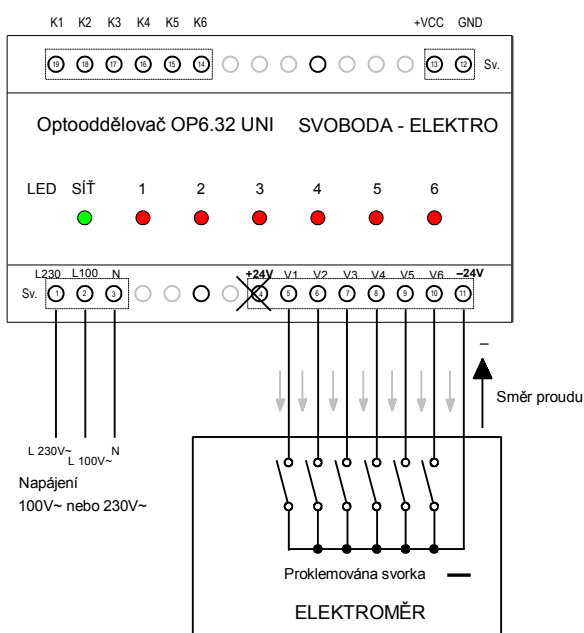 K1 K2 K3 K4 K5 K6 +VCC GND
19 18 17 16 15 14 13 12 Sv.
Optooddělovač OP6.32 UNI SVOBODA - ELEKTRO
LED SÍŤ 1 2 3 4 5 6
L230 L100 N +24V V1 V2 V3 V4 V5 V6 –24V
Sv. 1 2 3 4 5 6 7 8 9 10 11
–
Směr proudu
L 230V~ L 100V~ N
Napájení
100V~ nebo 230V~
Proklemována svorka –
ELEKTROMĚR